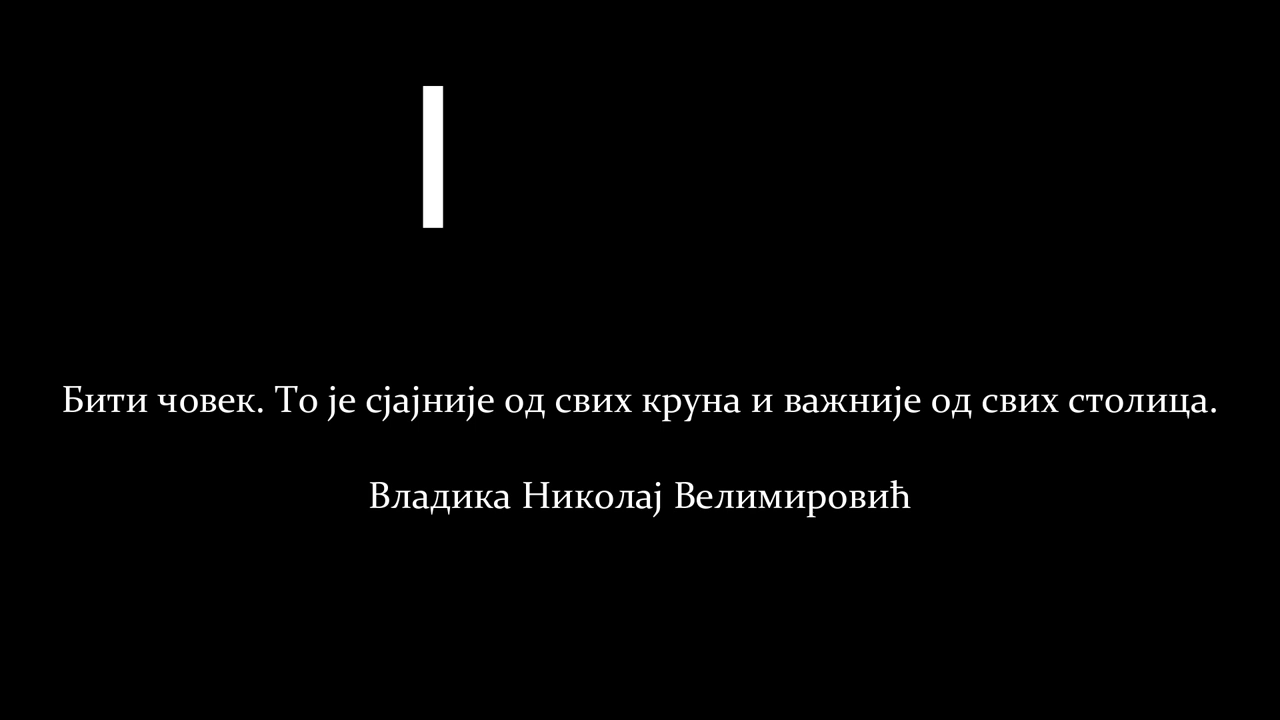 Бити човек. То је сјајније од свих круна и важније од свих столица.
Владика Николај Велимировић